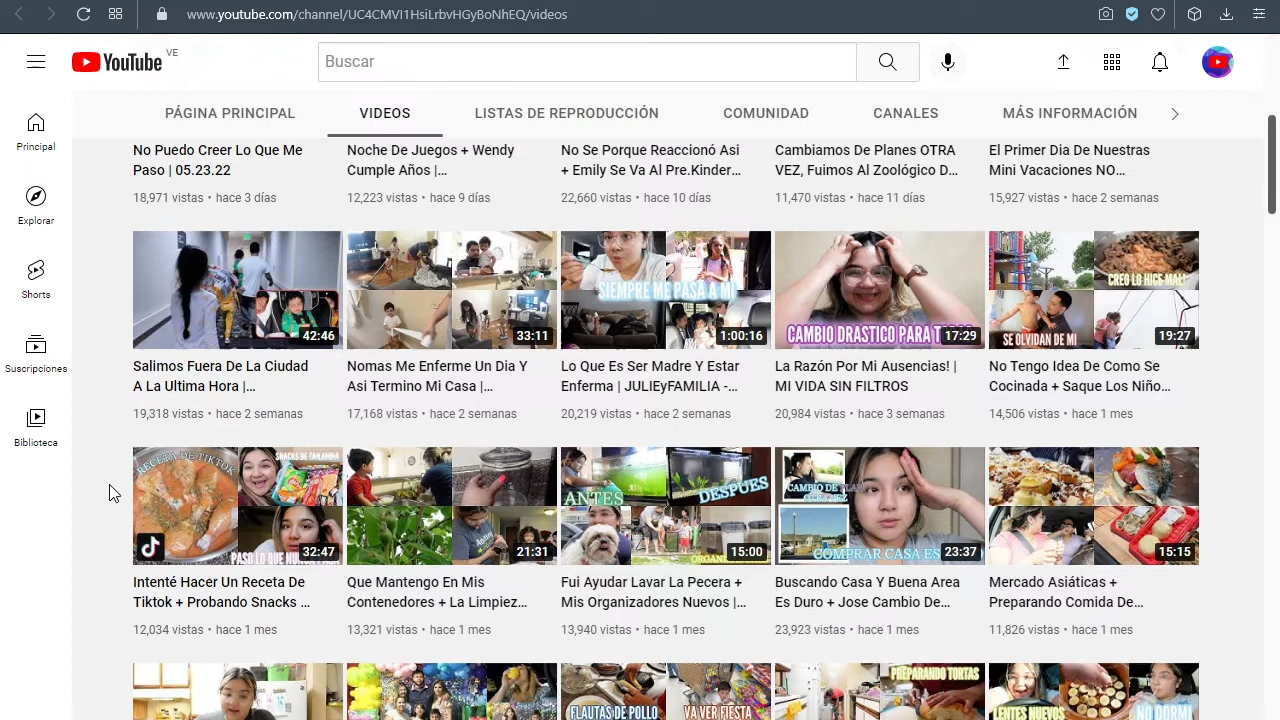 www.youtube.com/channel/UC4CMVI1HsiLrbvHGyBoNhEQ/videos
YouTube VE
Buscar
Principal
Explorar
Shorts
Suscripciones
Biblioteca
PÁGINA PRINCIPAL VIDEOS LISTAS DE REPRODUCCIÓN COMUNIDAD CANALES MÁS INFORMACIÓN
No Puedo Creer Lo Que Me
Paso | 05.23.22
18,971 vistas • hace 3 días
Noche De Juegos + Wendy
Cumple Años |...
12,223 vistas • hace 9 días
No Se Porque Reaccionó Asi
+ Emily Se Va Al Pre.Kinder...
22,660 vistas • hace 10 días
Cambiamos De Planes OTRA
VEZ, Fuimos Al Zoológico D...
11,470 vistas • hace 11 días
El Primer Dia De Nuestras
Mini Vacaciones NO...
15,927 vistas • hace 2 semanas
42:46
Salimos Fuera De La Ciudad
A La Ultima Hora |...
19,318 vistas • hace 2 semanas
33:11
Nomas Me Enferme Un Dia Y
Asi Termino Mi Casa |...
17,168 vistas • hace 2 semanas
SIEMPRE ME PASA A MI
1:00:16
Lo Que Es Ser Madre Y Estar
Enferma | JULIEyFAMILIA -...
20,219 vistas • hace 2 semanas
CAMBIO DRASTICO PARA
17:29
La Razón Por Mi Ausencias! |
MI VIDA SIN FILTROS
20,984 vistas • hace 3 semanas
CREO LO HICE MAL!
SE OLVIDAN DE MI
19:27
No Tengo Idea De Como Se
Cocinada + Saque Los Niño...
14,506 vistas • hace 1 mes
RECETA DE TIKTOK
SNACKS DE TAMLAMINA
PASO LO QUE
32:47
Intenté Hacer Un Receta De
Tiktok + Probando Snacks ...
12,034 vistas • hace 1 mes
21:31
Que Mantengo En Mis
Contenedores + La Limpiez...
13,321 vistas • hace 1 mes
ANTES
DESPUES
15:00
Fui Ayudar Lavar La Pecera +
Mis Organizadores Nuevos |...
13,940 vistas • hace 1 mes
CAMBIO DE
COMPRAR CASA ES
23:37
Buscando Casa Y Buena Area
Es Duro + Jose Cambio De...
23,923 vistas • hace 1 mes
15:15
Mercado Asiáticas +
Preparando Comida De...
11,826 vistas • hace 1 mes
FLAUTAS DE POLLO
VA VER FIESTA
PREPARANDO TORTAS
LENTES NUEVOS
NO DORMI